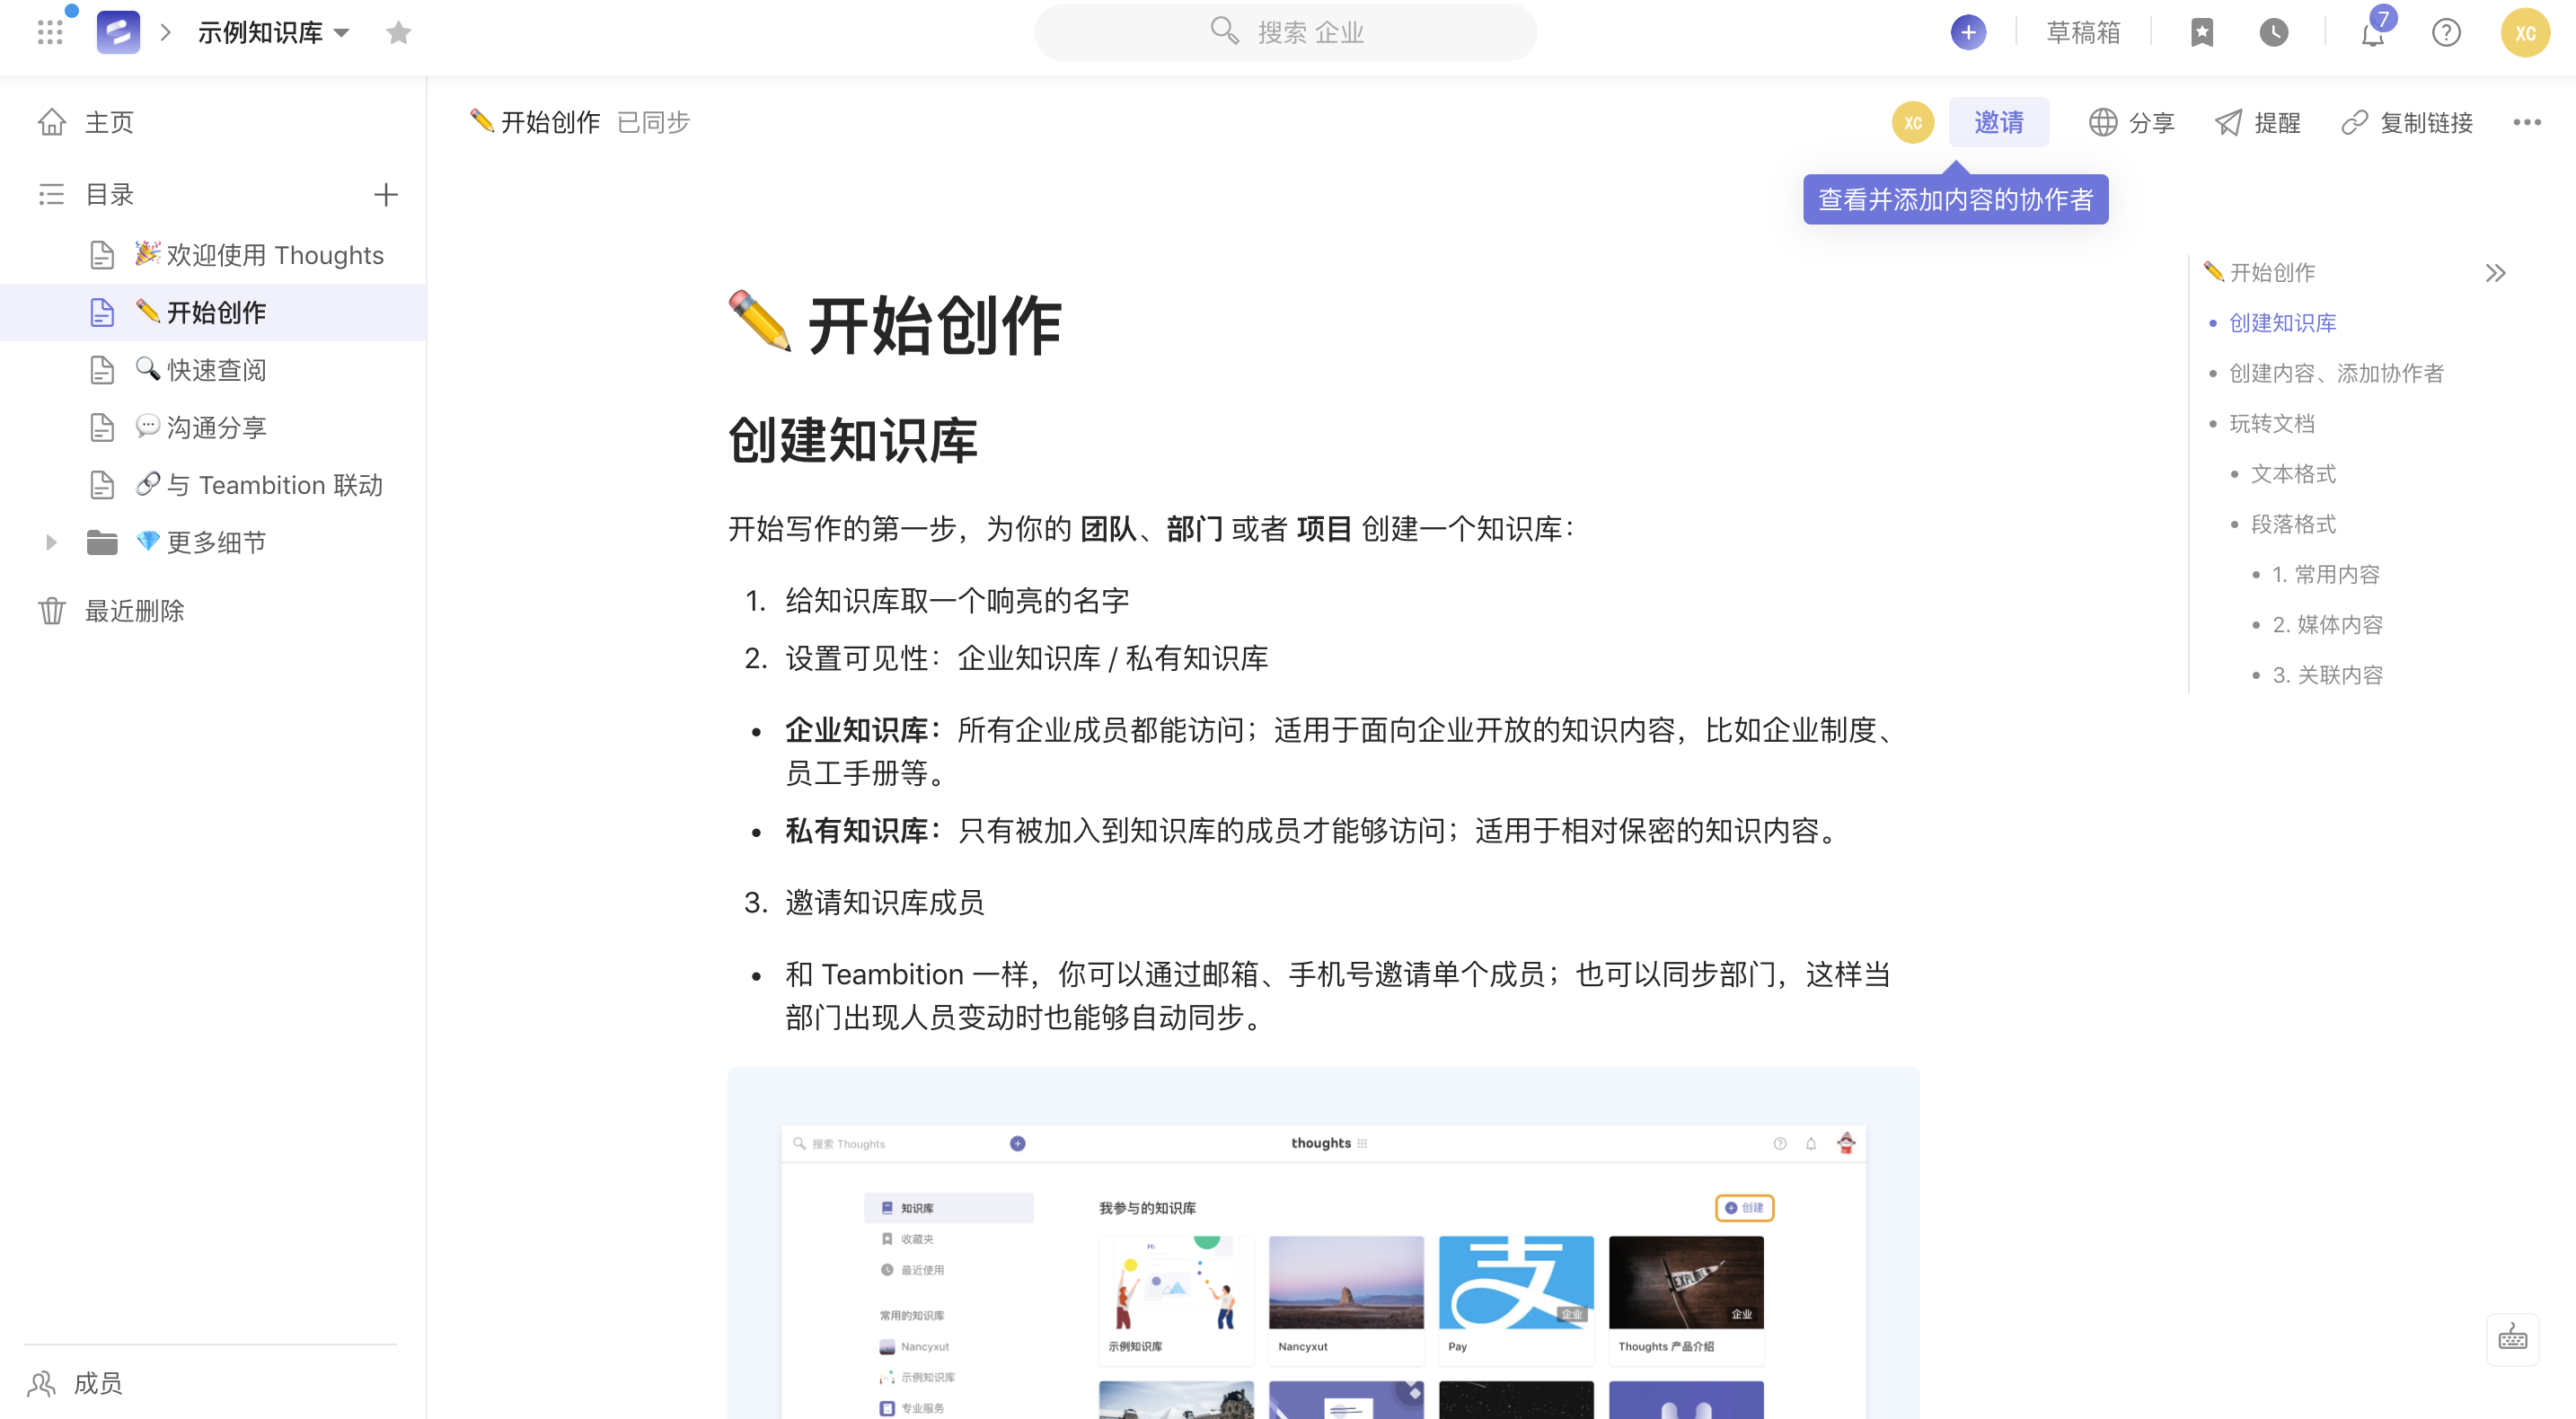 示例知识库
搜索 企业
草稿箱
7
XC
主页
目录
🎉 欢迎使用 Thoughts
✏️ 开始创作
🔍 快速查阅
💬 沟通分享
🔗 与 Teambition 联动
💎 更多细节
最近删除
成员
✏️ 开始创作 已同步
XC
邀请
分享
提醒
复制链接
查看并添加内容的协作者
✏️ 开始创作
创建知识库
开始写作的第一步，为你的 团队、部门 或者 项目 创建一个知识库：
1. 给知识库取一个响亮的名字
2. 设置可见性：企业知识库 / 私有知识库
• 企业知识库：所有企业成员都能访问；适用于面向企业开放的知识内容，比如企业制度、
员工手册等。
• 私有知识库：只有被加入到知识库的成员才能够访问；适用于相对保密的知识内容。
3. 邀请知识库成员
• 和 Teambition 一样，你可以通过邮箱、手机号邀请单个成员；也可以同步部门，这样当
部门出现人员变动时也能够自动同步。
搜索 Thoughts
thoughts
知识库
收藏夹
最近使用
常用的知识库
Nancyxut
示例知识库
专业服务
我参与的知识库
创建
Hi
示例知识库
Nancyxut
企业
Pay
EXPLORE
企业
Thoughts 产品介绍
✏️ 开始创作
• 创建知识库
• 创建内容、添加协作者
• 玩转文档
• 文本格式
• 段落格式
• 1. 常用内容
• 2. 媒体内容
• 3. 关联内容